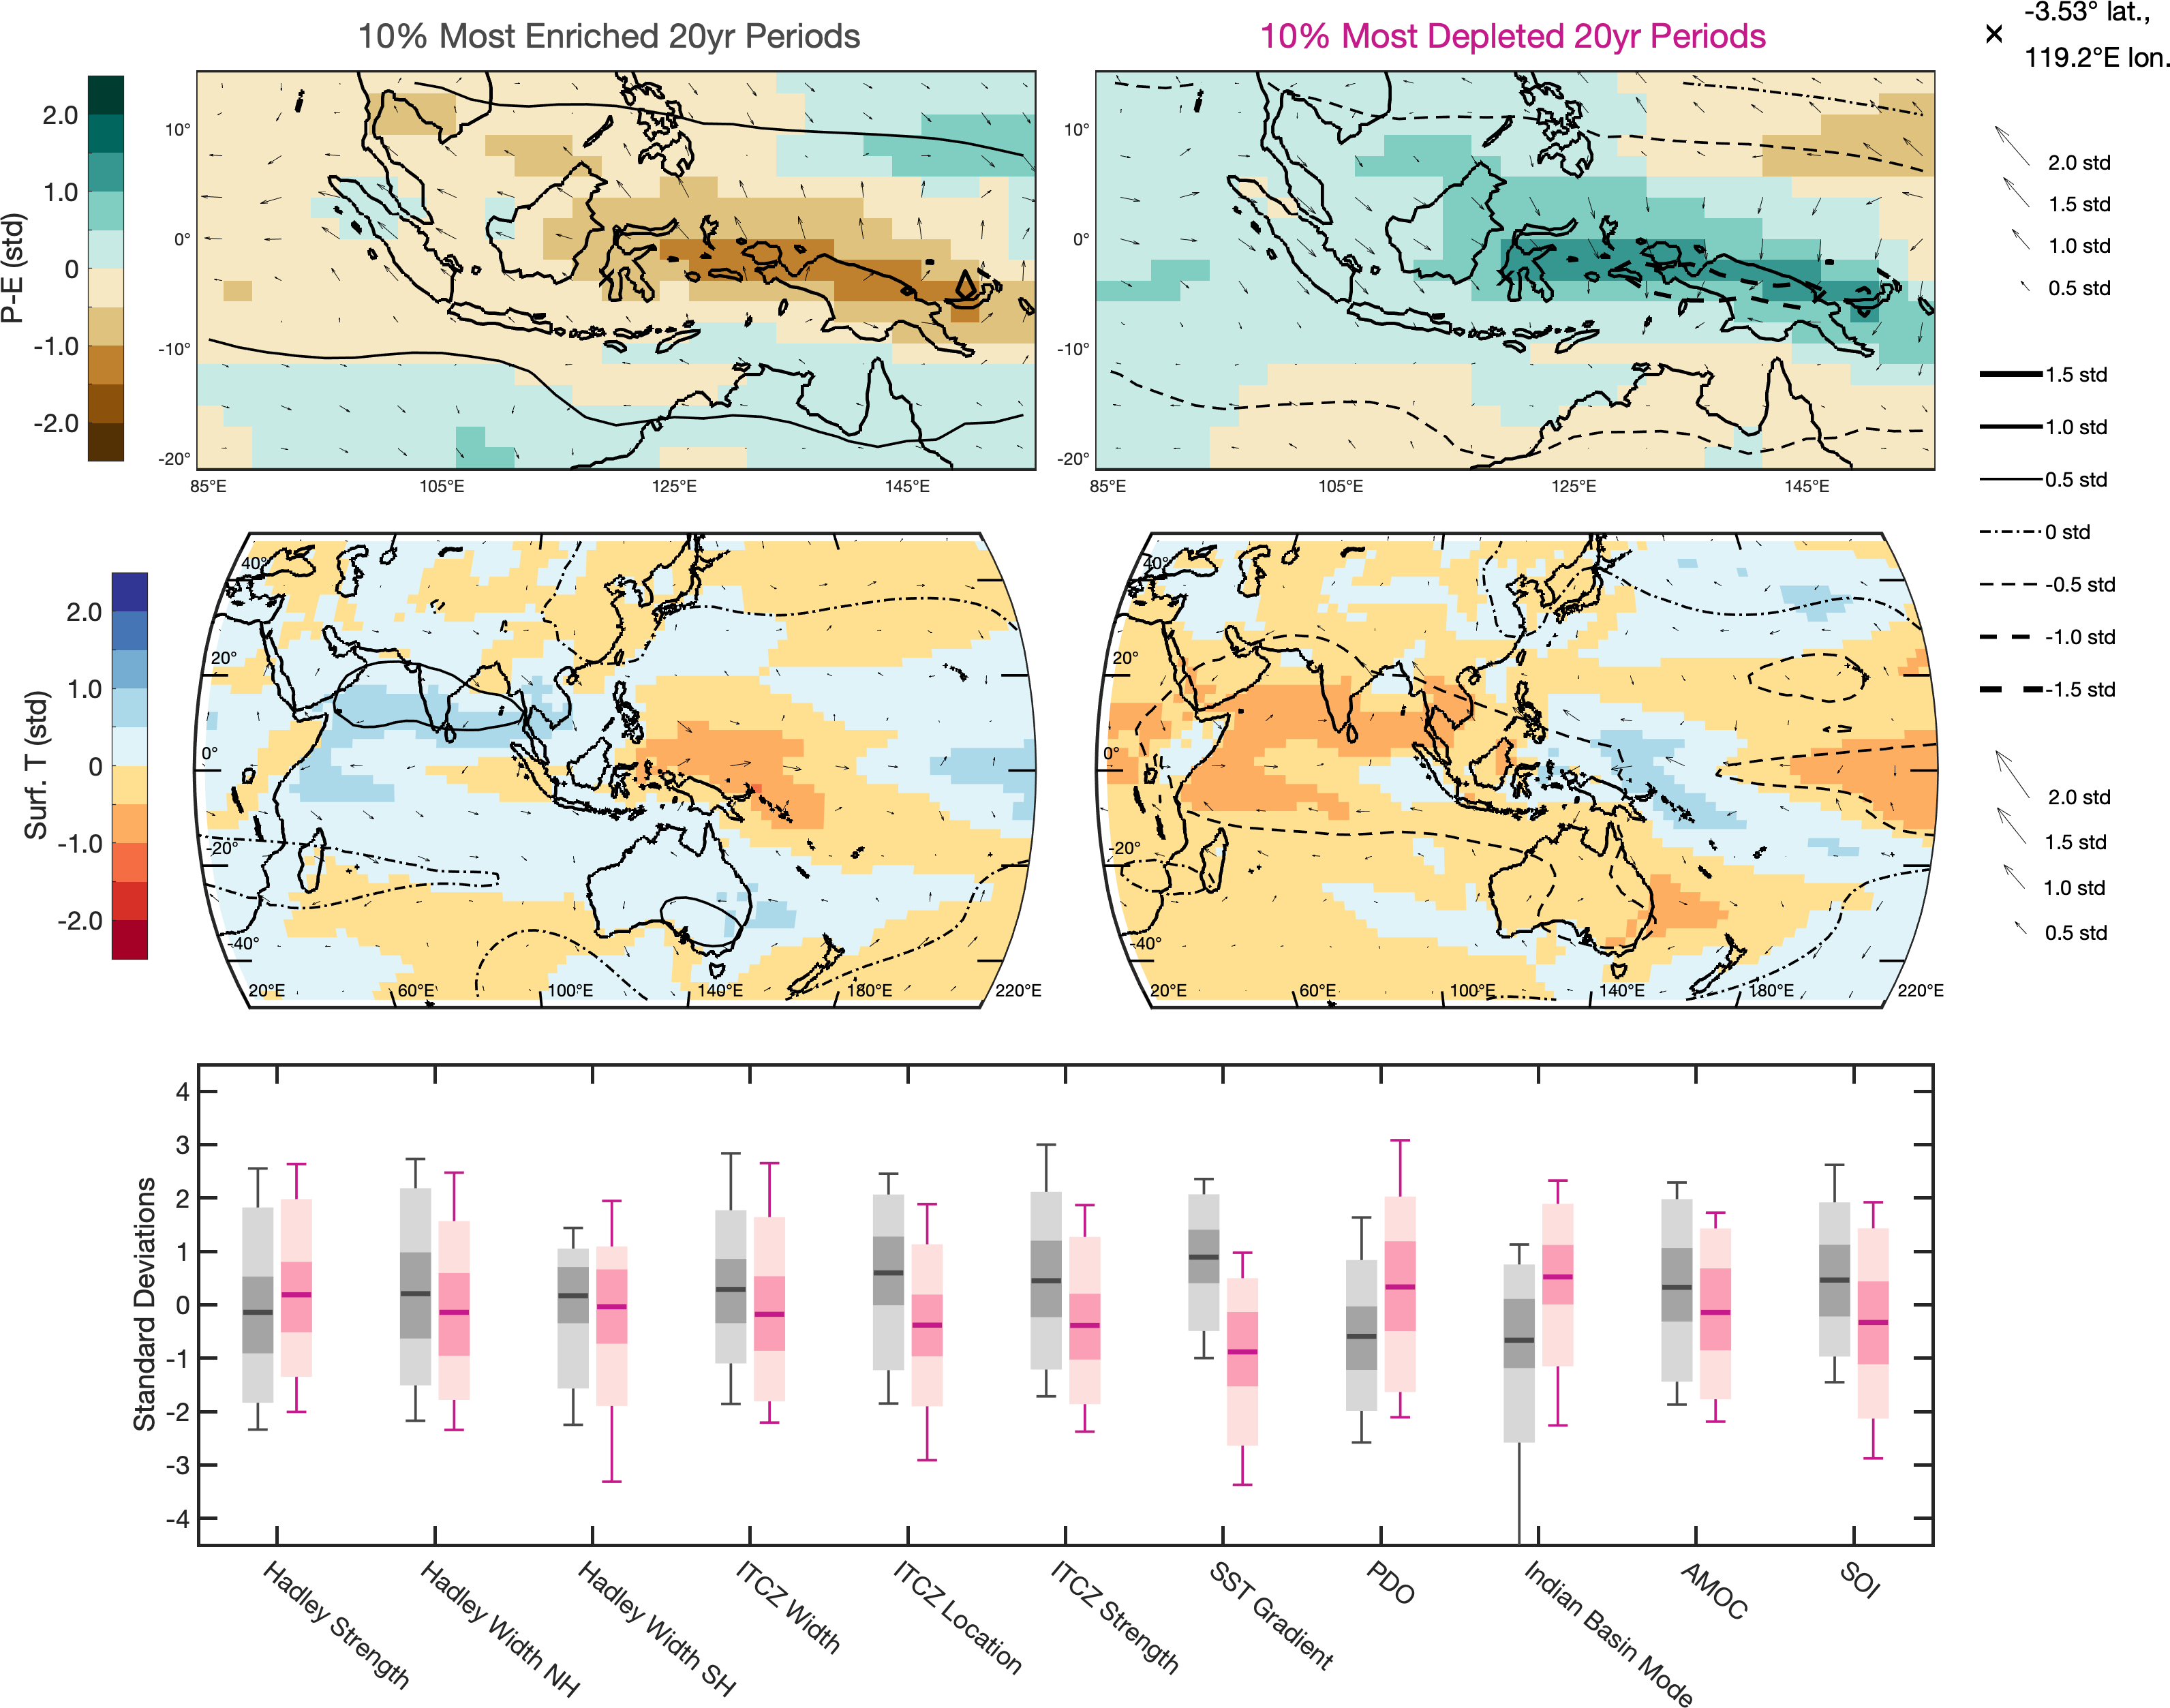 10% Most Enriched 20yr Periods
10% Most Depleted 20yr Periods
-3.53° lat.,
119.2°E lon.
P-E (std)
2.0
1.0
0
-1.0
-2.0
10°
0°
-10°
-20°
85°E 105°E 125°E 145°E
10°
0°
-10°
-20°
85°E 105°E 125°E 145°E
2.0 std
1.5 std
1.0 std
0.5 std
1.5 std
1.0 std
0.5 std
0 std
-0.5 std
-1.0 std
-1.5 std
Surf. T (std)
2.0
1.0
0
-1.0
-2.0
40°
20°
0°
-20°
-40°
20°E 60°E 100°E 140°E 180°E 220°E
40°
20°
0°
-20°
-40°
20°E 60°E 100°E 140°E 180°E 220°E
2.0 std
1.5 std
1.0 std
0.5 std
Standard Deviations
4
3
2
1
0
-1
-2
-3
-4
Hadley Strength
Hadley Width NH
Hadley Width SH
ITCZ Width
ITCZ Location
ITCZ Strength
SST Gradient
PDO
Indian Basin Mode
AMOC
SOI